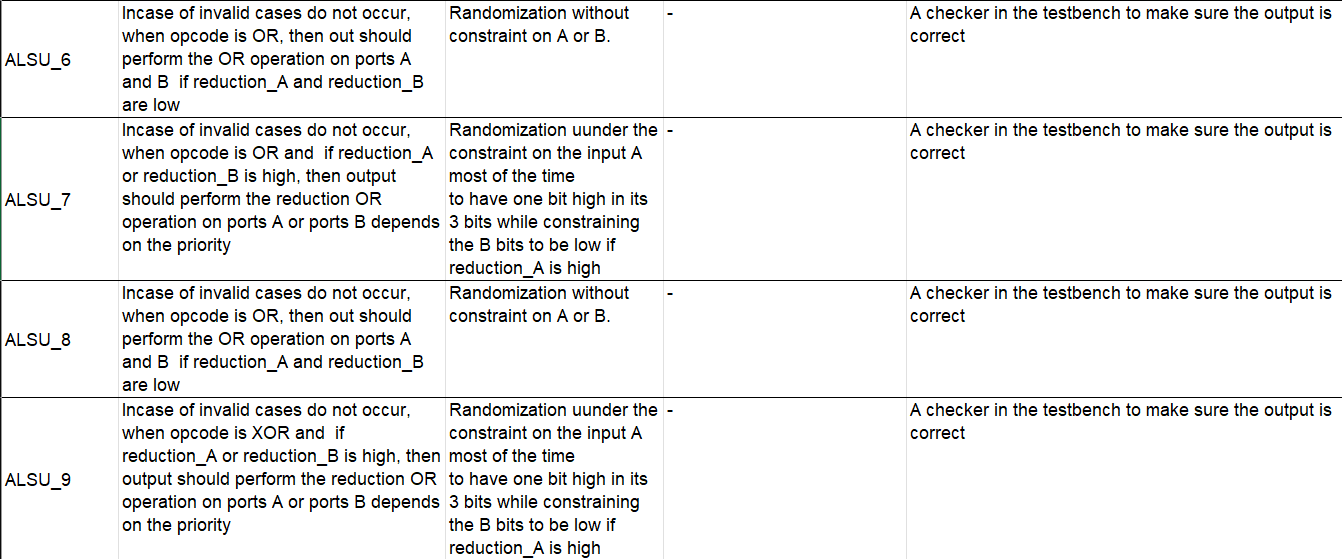 ALSU_6
Incase of invalid cases do not occur,
when opcode is OR, then out should
perform the OR operation on ports A
and B  if reduction_A and reduction_B
are low
Randomization without
constraint on A or B.
-
A checker in the testbench to make sure the output is
correct
ALSU_7
Incase of invalid cases do not occur,
when opcode is OR and  if reduction_A
or reduction_B is high, then output
should perform the reduction OR
operation on ports A or ports B depends
on the priority
Randomization uunder the
constraint on the input A
most of the time
to have one bit high in its
3 bits while constraining
the B bits to be low if
reduction_A is high
-
A checker in the testbench to make sure the output is
correct
ALSU_8
Incase of invalid cases do not occur,
when opcode is OR, then out should
perform the OR operation on ports A
and B  if reduction_A and reduction_B
are low
Randomization without
constraint on A or B.
-
A checker in the testbench to make sure the output is
correct
ALSU_9
Incase of invalid cases do not occur,
when opcode is XOR and  if
reduction_A or reduction_B is high, then
output should perform the reduction OR
operation on ports A or ports B depends
on the priority
Randomization uunder the
constraint on the input A
most of the time
to have one bit high in its
3 bits while constraining
the B bits to be low if
reduction_A is high
-
A checker in the testbench to make sure the output is
correct